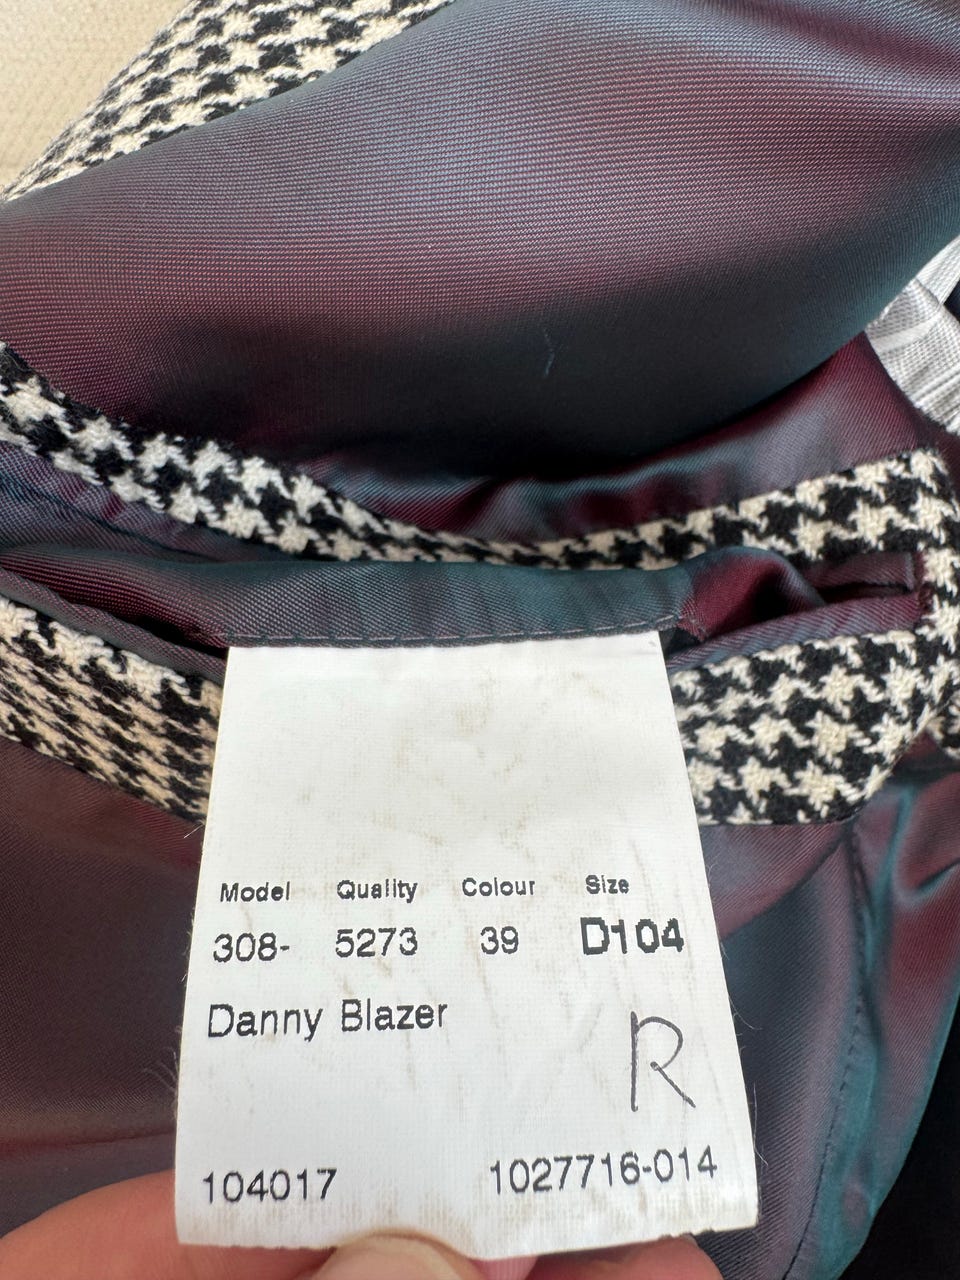 Model Quality Colour Size
308- 5273 39 D104
Danny Blazer
R
104017 1027716-014